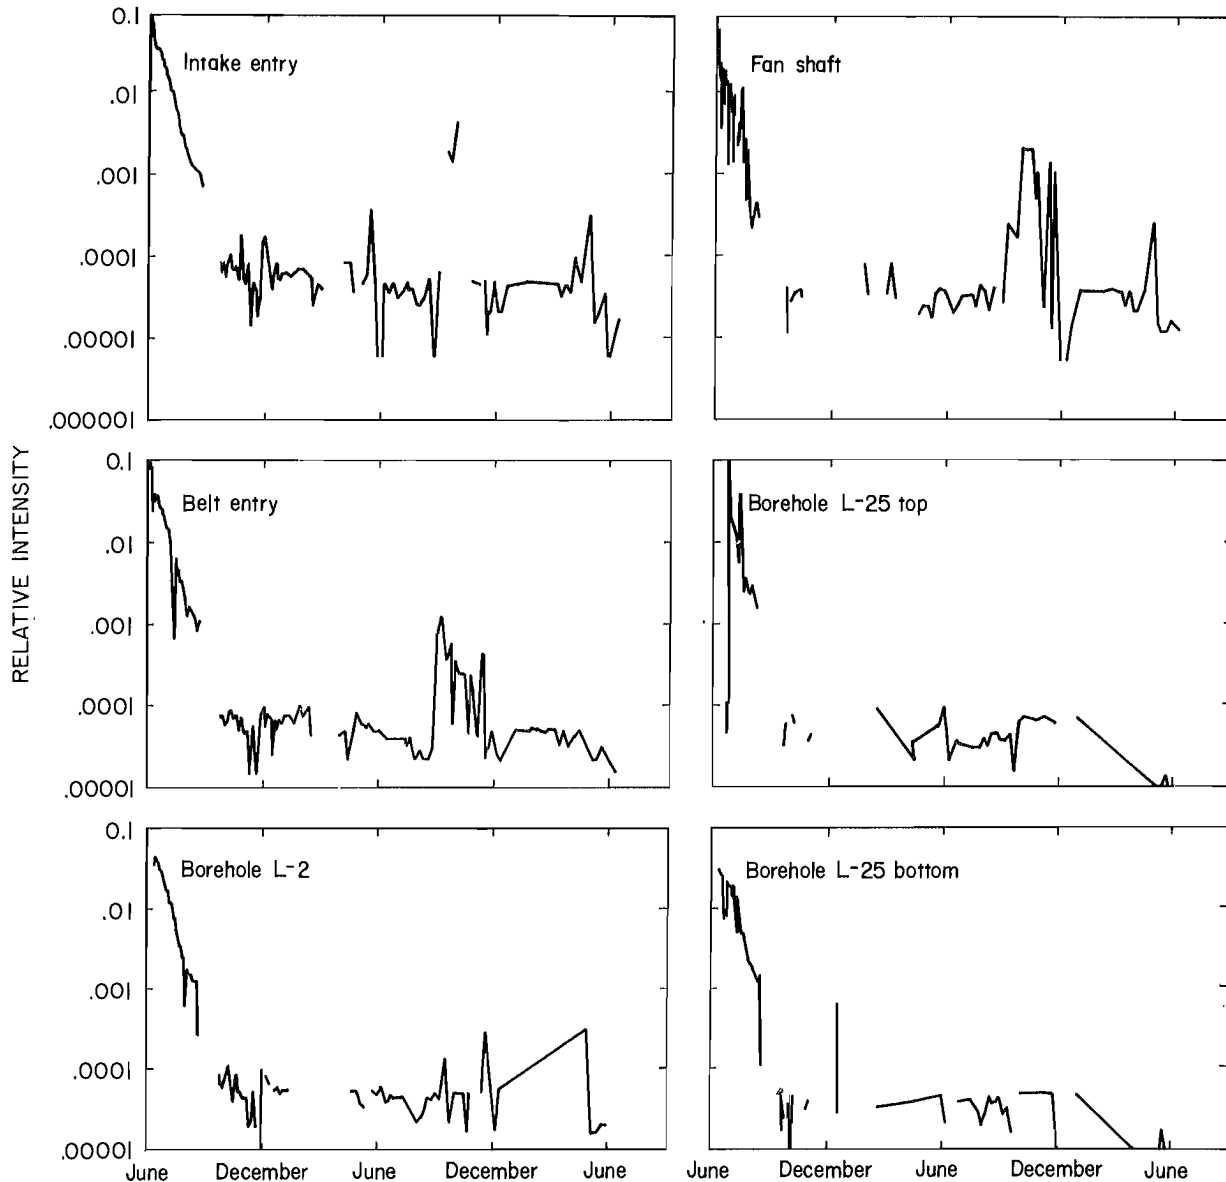 0.1
Intake entry
Fan shaft
.01
.001
.0001
.00001
.000001
RELATIVE INTENSITY
0.1
Belt entry
Borehole L-25 top
.01
.001
.0001
.00001
0.1
Borehole L-2
Borehole L-25 bottom
.01
.001
.0001
.00001
June December June December June
June December June December June